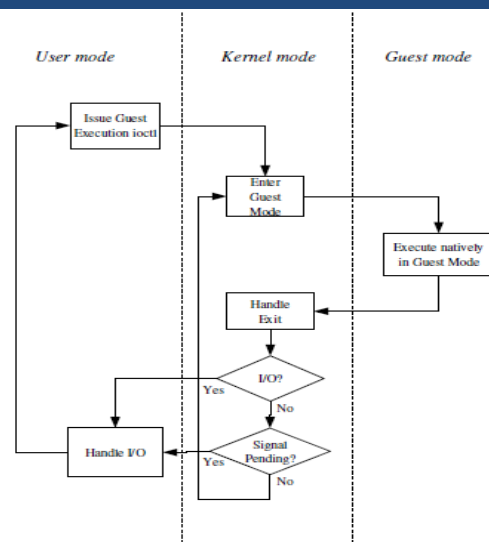 User mode
Kernel mode
Guest mode
Issue Guest
Execution ioctl
Enter
Guest
Mode
Execute natively
in Guest Mode
Handle
Exit
I/O?
Yes
No
Handle I/O
Signal
Pending?
Yes
No